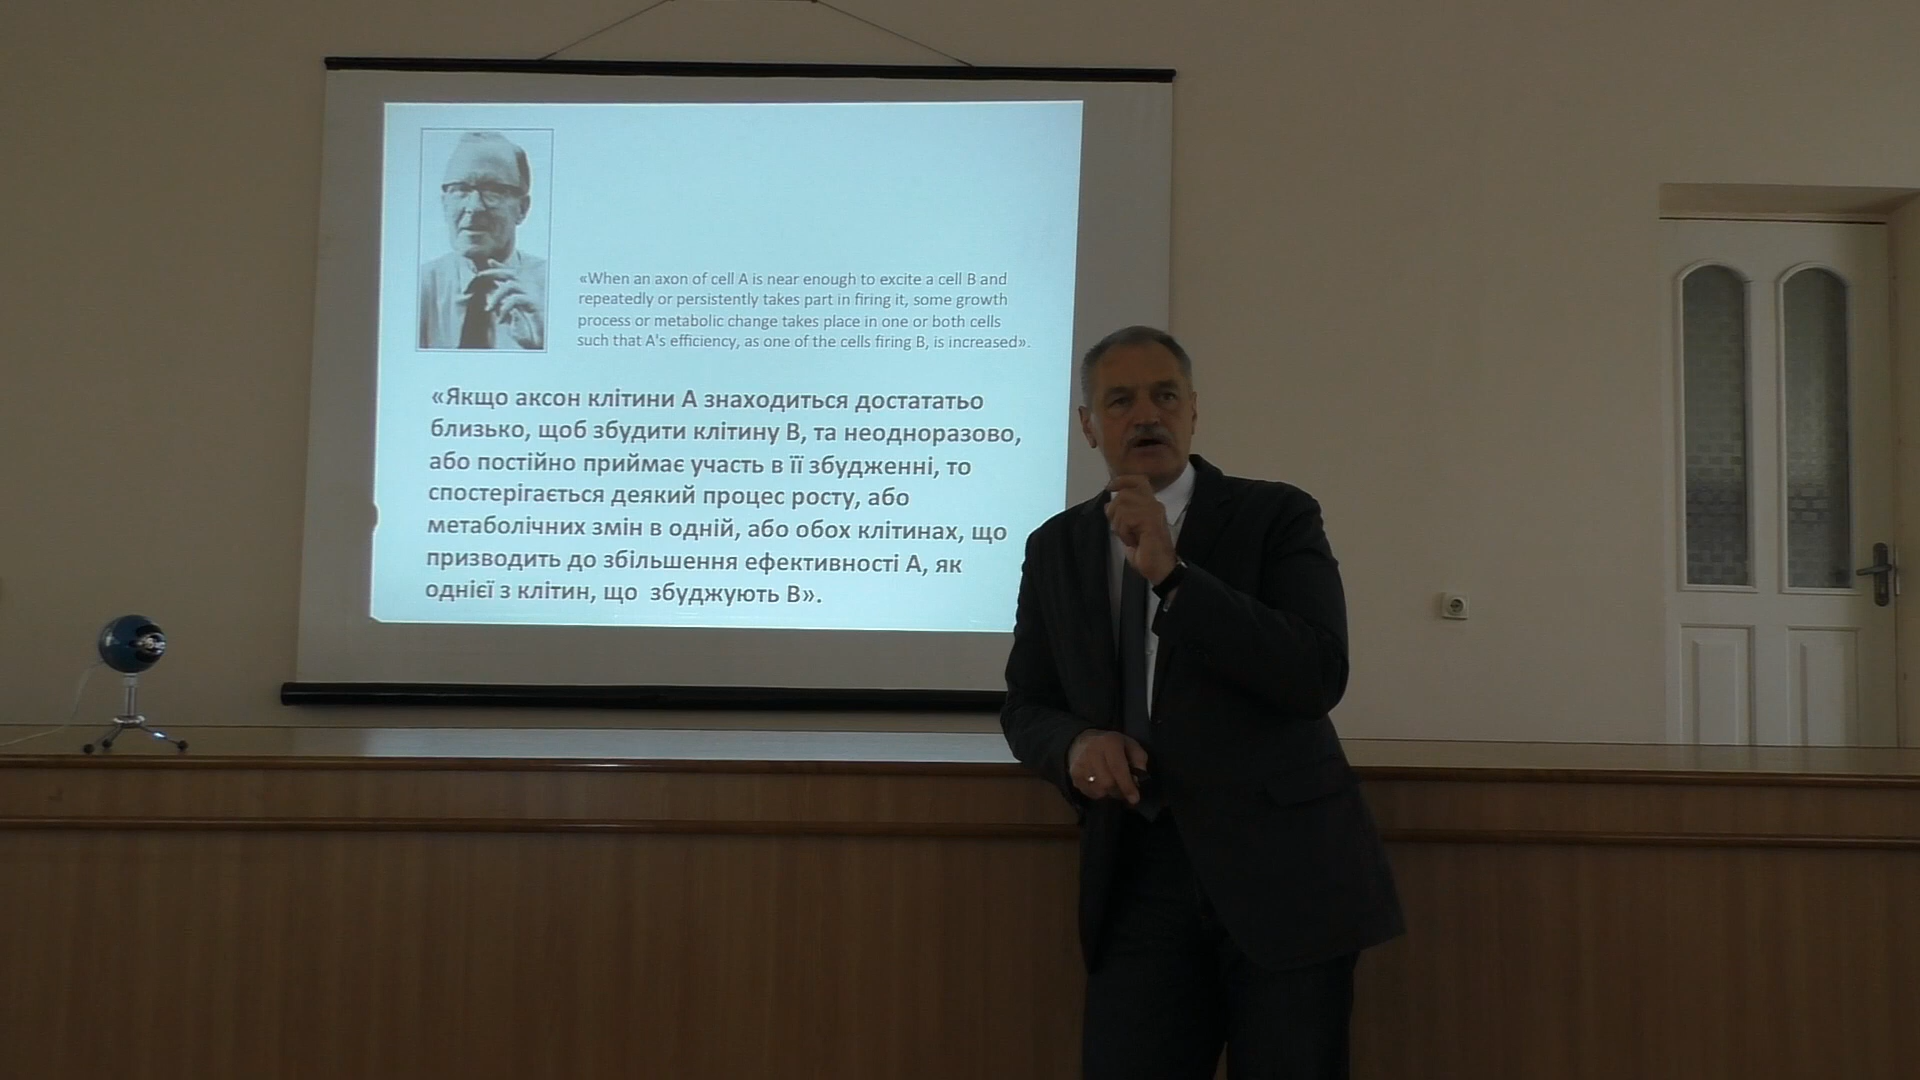 «When an axon of cell A is near enough to excite a cell B and
repeatedly or persistently takes part in firing it, some growth
process or metabolic change takes place in one or both cells
such that A's efficiency, as one of the cells firing B, is increased».
«Якщо аксон клітини А знаходиться достататьо
близько, щоб збудити клітину В, та неодноразово,
або постійно приймає участь в її збудженні, то
спостерігається деякий процес росту, або
метаболічних змін в одній, або обох клітинах, що
призводить до збільшення ефективності А, як
однієї з клітин, що  збуджують В».